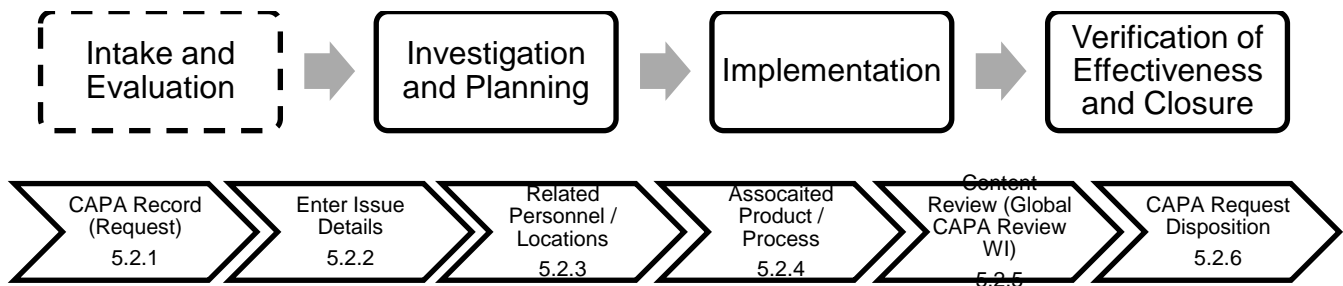 Intake and
Evaluation
Investigation
and Planning
Implementation
Verification of
Effectiveness
and Closure
CAPA Record
(Request)
5.2.1
Enter Issue
Details
5.2.2
Related
Personnel /
Locations
5.2.3
Assocaited
Product /
Process
5.2.4
Content
Review (Global
CAPA Review
WI)
5.2.5
CAPA Request
Disposition
5.2.6